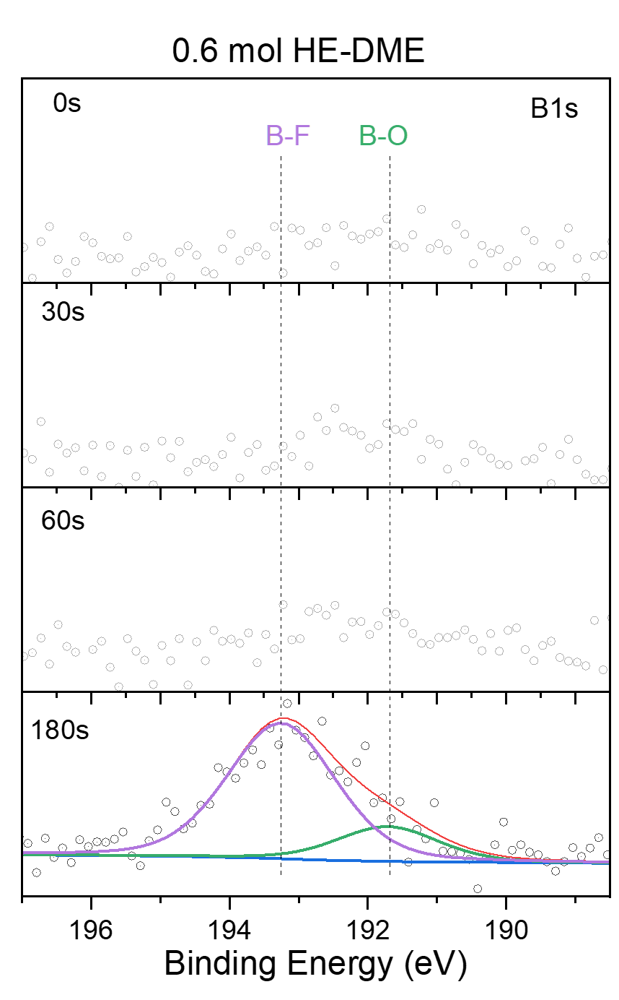 0.6 mol HE-DME
0s
B1s
B-F
B-O
30s
60s
180s
196
194
192
190
Binding Energy (eV)